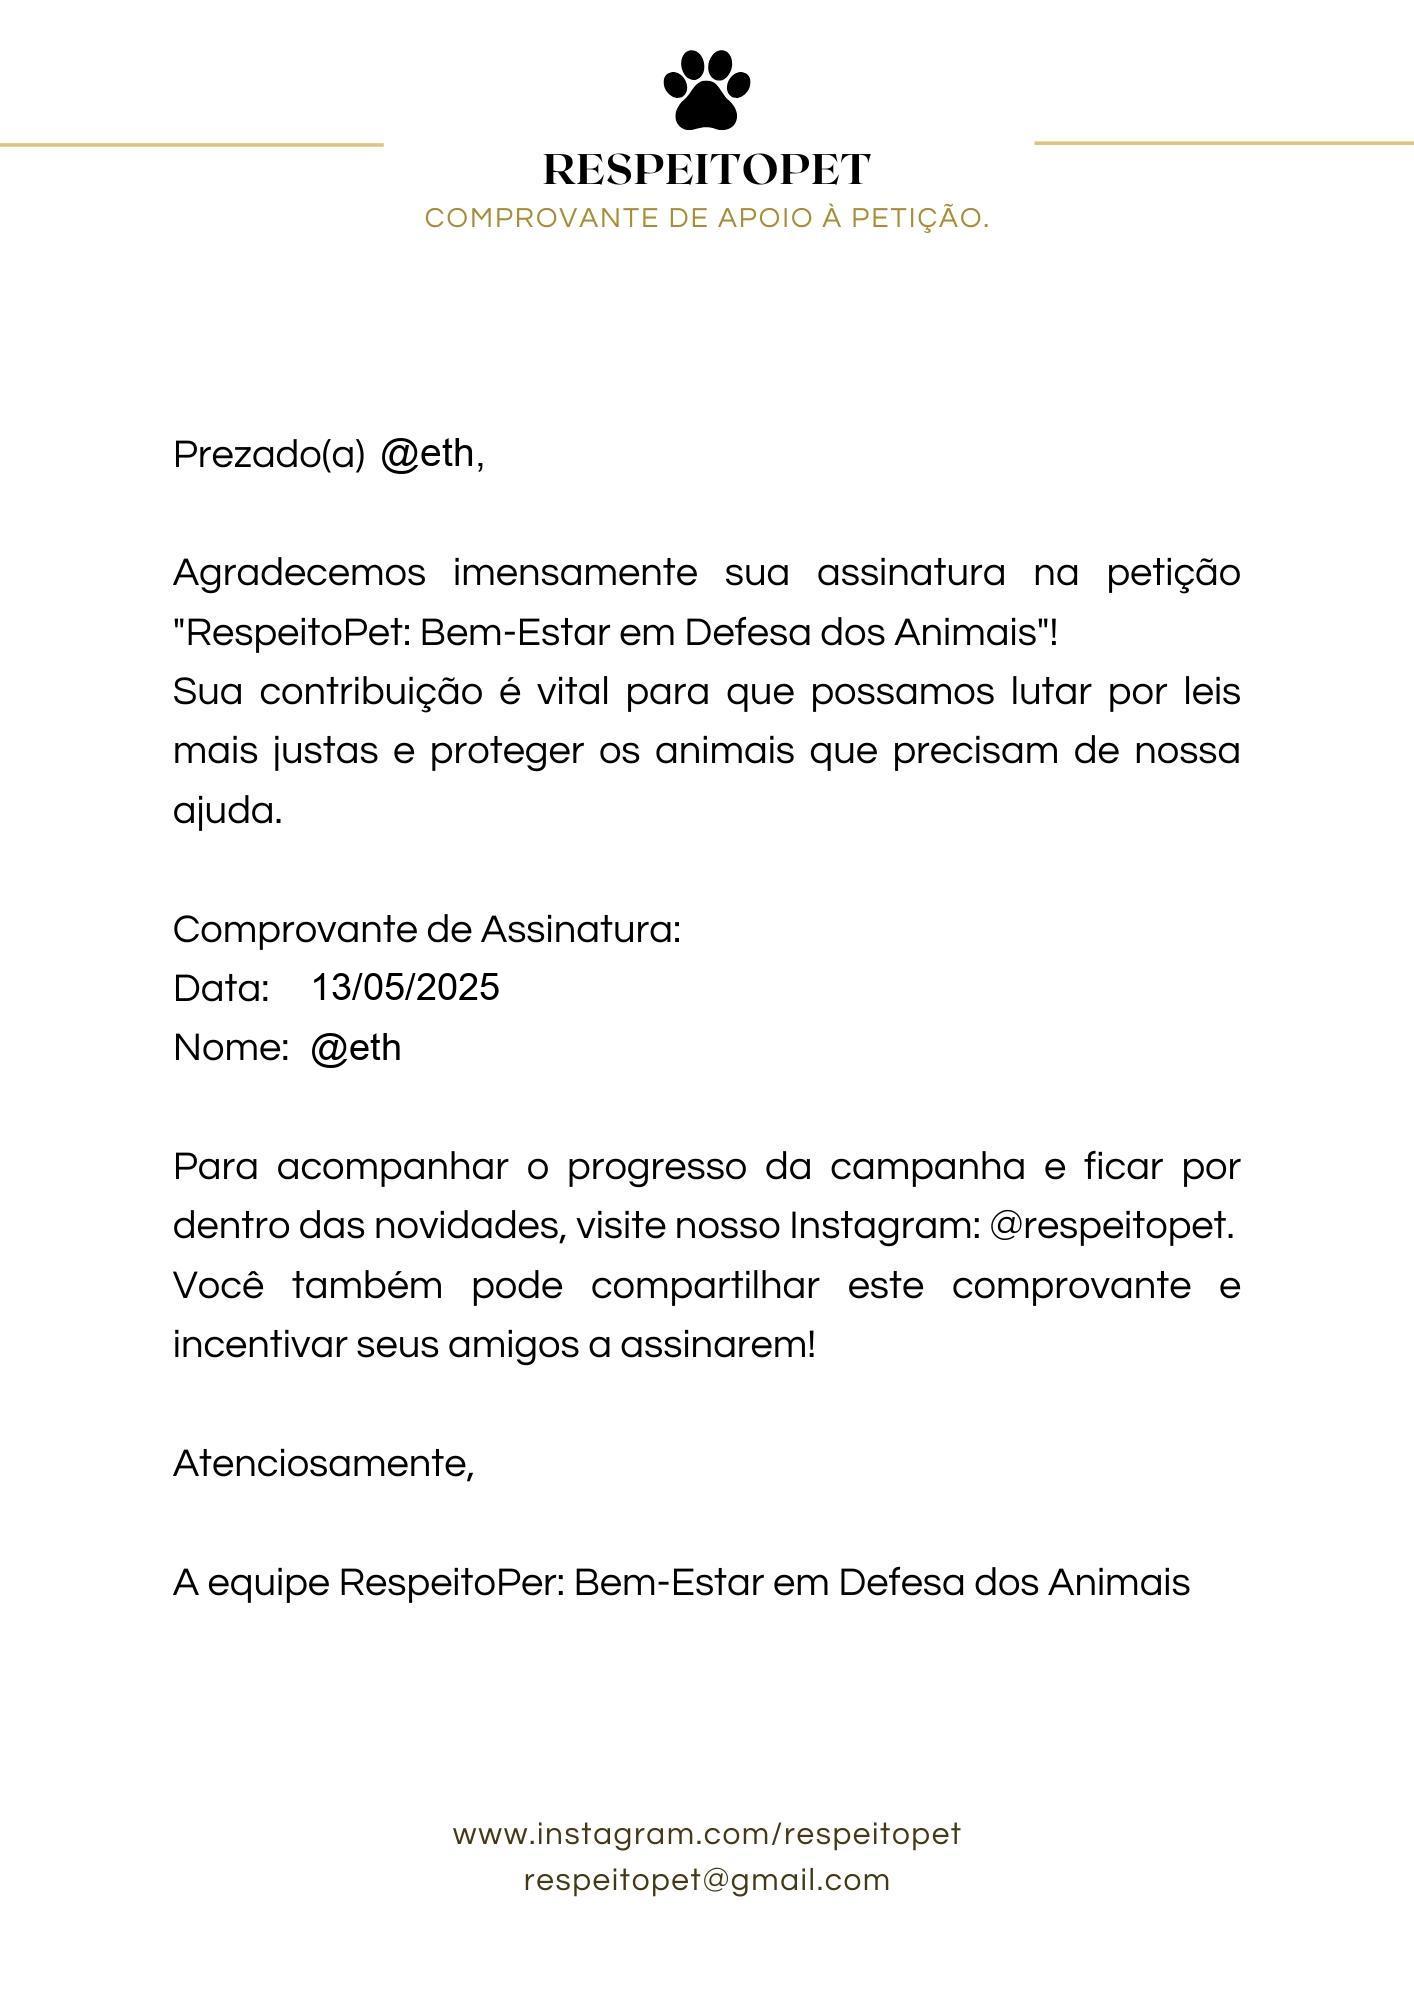 RESPEITOPET
COMPROVANTE DE APOIO À PETIÇÃO.
Prezado(a) @eth,
Agradecemos imensamente sua assinatura na petição
"RespeitoPet: Bem-Estar em Defesa dos Animais"!
Sua contribuição é vital para que possamos lutar por leis
mais justas e proteger os animais que precisam de nossa
ajuda.
Comprovante de Assinatura:
Data: 13/05/2025
Nome: @eth
Para acompanhar o progresso da campanha e ficar por
dentro das novidades, visite nosso Instagram: @respeitopet.
Você também pode compartilhar este comprovante e
incentivar seus amigos a assinarem!
Atenciosamente,
A equipe RespeitoPer: Bem-Estar em Defesa dos Animais
www.instagram.com/respeitopet
respeitopet@gmail.com